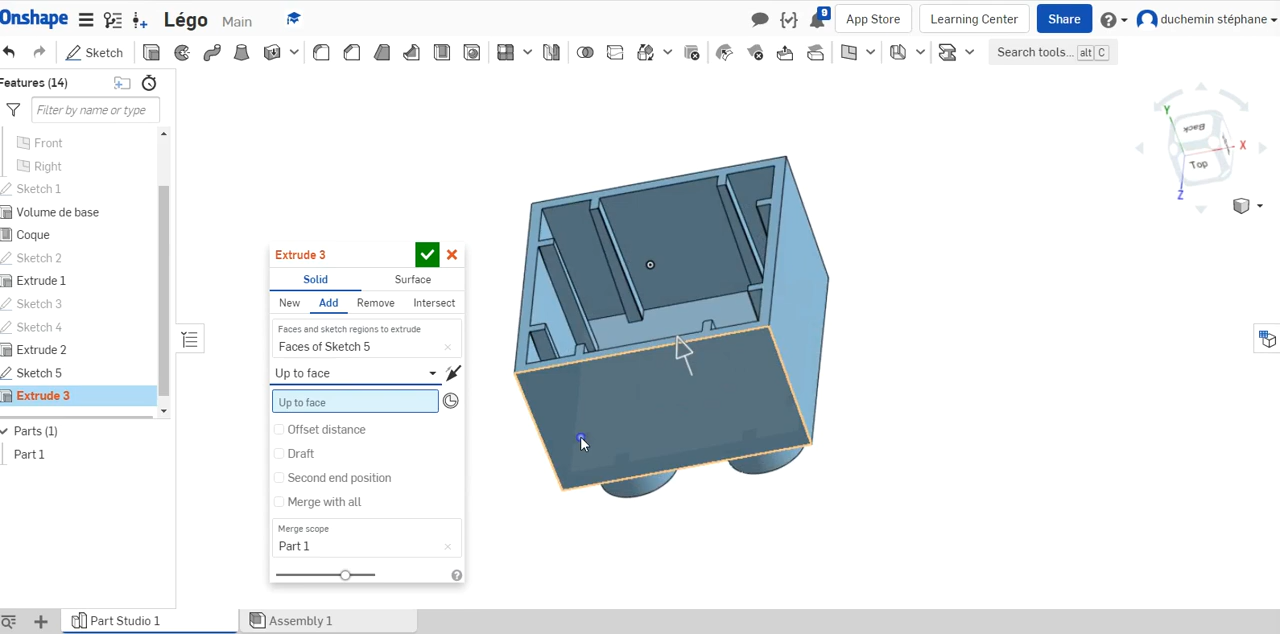 Onshape
Légo Main
9
App Store
Learning Center
Share
duchemin stéphane
Sketch
Search tools... alt C
Features (14)
Filter by name or type
Front
Right
Sketch 1
Volume de base
Coque
Sketch 2
Extrude 1
Sketch 3
Sketch 4
Extrude 2
Sketch 5
Extrude 3
Parts (1)
Part 1
Extrude 3
Solid Surface
New Add Remove Intersect
Faces and sketch regions to extrude
Faces of Sketch 5
Up to face
Up to face
Offset distance
Draft
Second end position
Merge with all
Merge scope
Part 1
Y
Back
X
Top
Z
Part Studio 1
Assembly 1